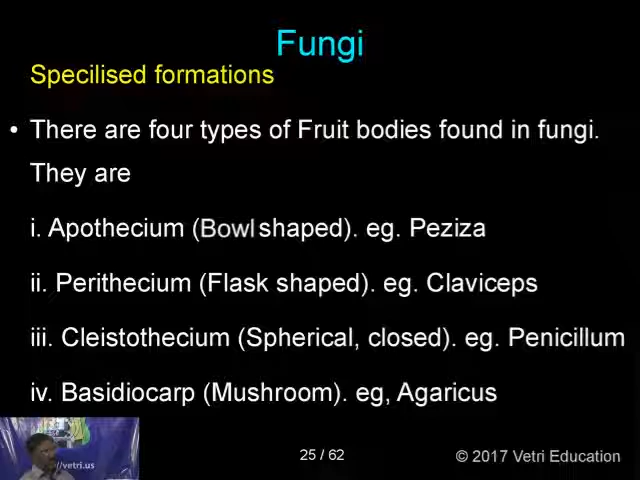 Fungi
Specilised formations
• There are four types of Fruit bodies found in fungi.
They are
i. Apothecium (Bowl shaped). eg. Peziza
ii. Perithecium (Flask shaped). eg. Claviceps
iii. Cleistothecium (Spherical, closed). eg. Penicillum
iv. Basidiocarp (Mushroom). eg, Agaricus
//vetri.us
25 / 62
© 2017 Vetri Education